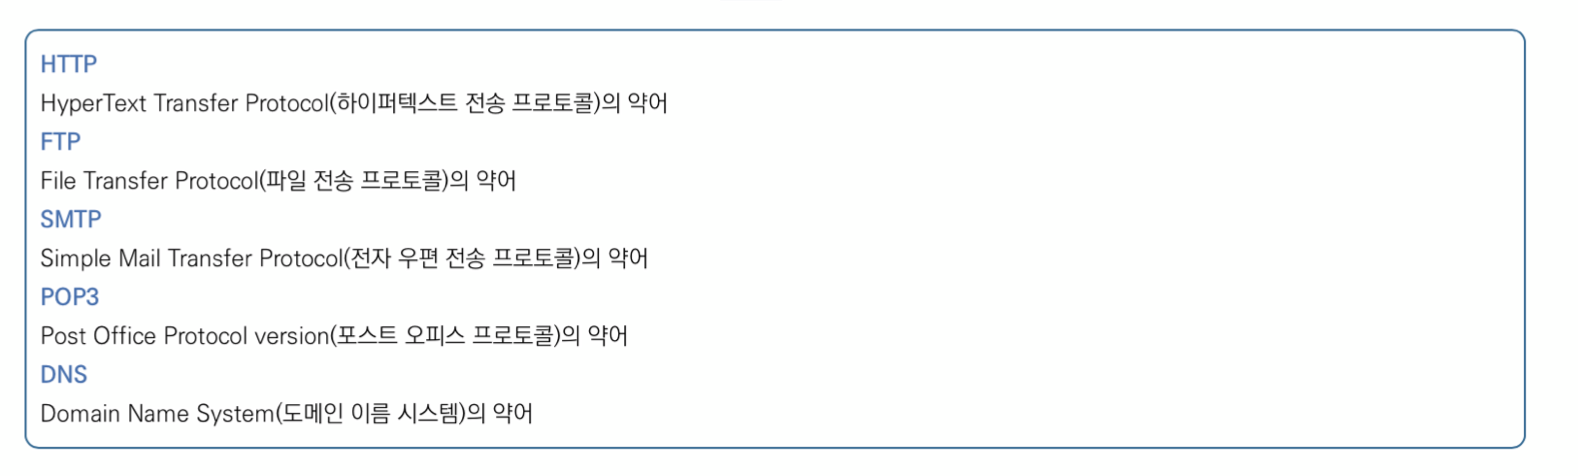 HTTP
HyperText Transfer Protocol(하이퍼텍스트 전송 프로토콜)의 약어
FTP
File Transfer Protocol(파일 전송 프로토콜)의 약어
SMTP
Simple Mail Transfer Protocol(전자 우편 전송 프로토콜)의 약어
POP3
Post Office Protocol version(포스트 오피스 프로토콜)의 약어
DNS
Domain Name System(도메인 이름 시스템)의 약어